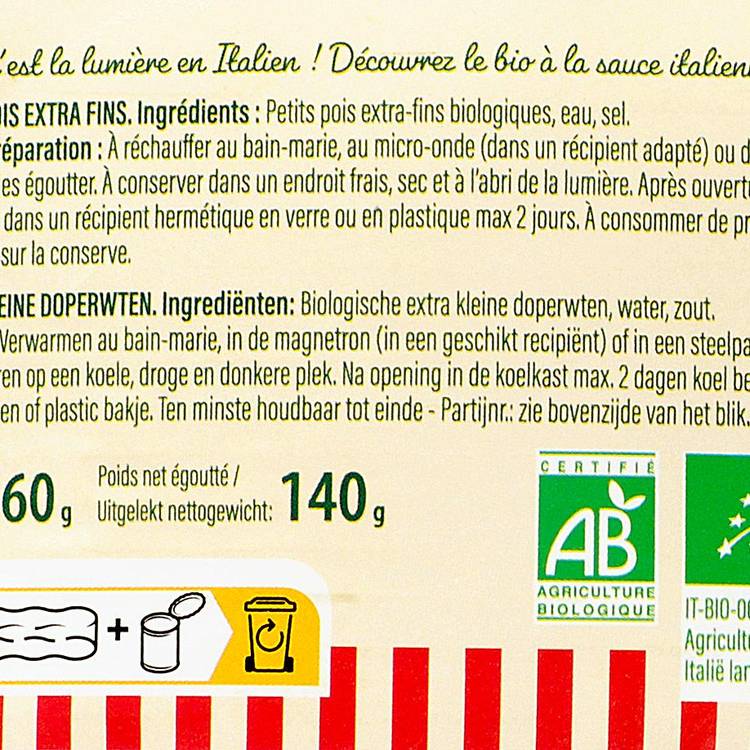 'est la lumière en Italien ! Découvrez le bio à la sauce italien
IS EXTRA FINS. Ingrédients : Petits pois extra-fins biologiques, eau, sel.
éparation : À réchauffer au bain-marie, au micro-onde (dans un récipient adapté) ou d
es égoutter. À conserver dans un endroit frais, sec et à l'abri de la lumière. Après ouvert
dans un récipient hermétique en verre ou en plastique max 2 jours. À consommer de pr
sur la conserve.
EINE DOPERWTEN. Ingrediënten: Biologische extra kleine doperwten, water, zout.
Verwarmen au bain-marie, in de magnetron (in een geschikt recipiënt) of in een steelpa
en op een koele, droge en donkere plek. Na opening in de koelkast max. 2 dagen koel be
en of plastic bakje. Ten minste houdbaar tot einde - Partijnr.: zie bovenzijde van het blik.
60 g
Poids net égoutté /
Uitgelekt nettogewicht:
140 g
CERTIFIÉ
AB
AGRICULTURE
BIOLOGIQUE
IT-BIO-00
Agricult
Italië lan
+